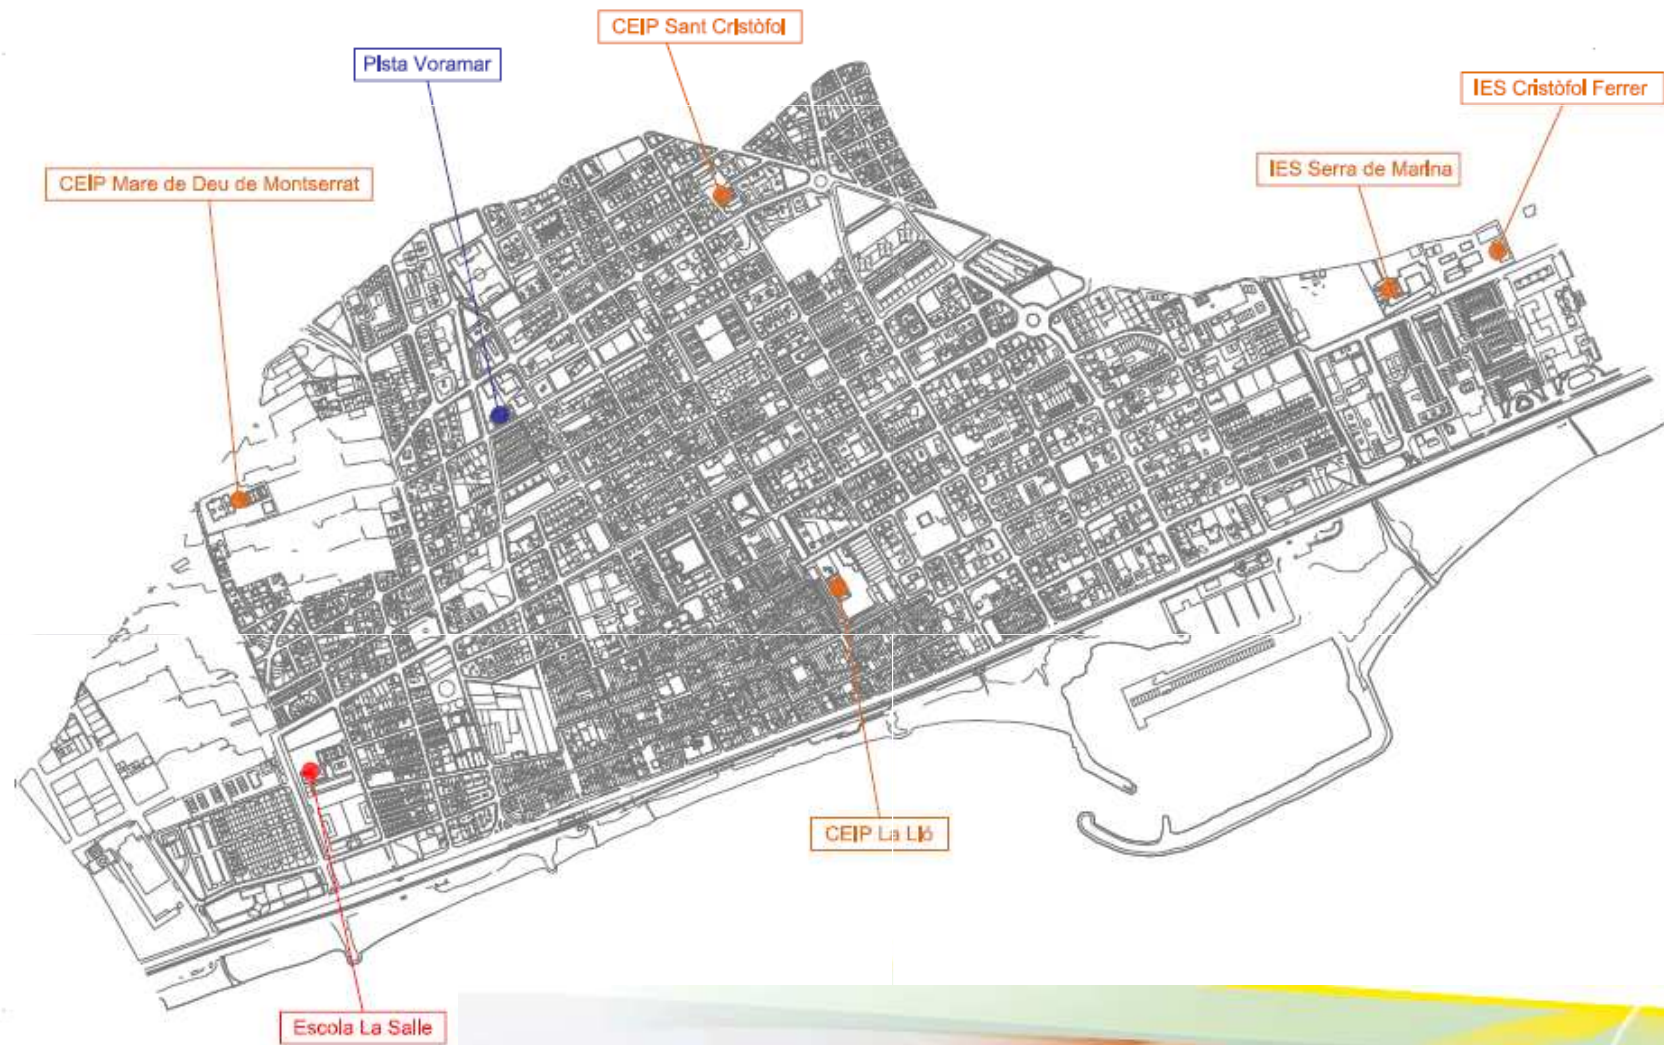 CEIP Sant Cristòfol
Pista Voramar
IES Cristòfol Ferrer
IES Serra de Marina
CEIP Mare de Deu de Montserrat
CEIP La Lló
Escola La Salle